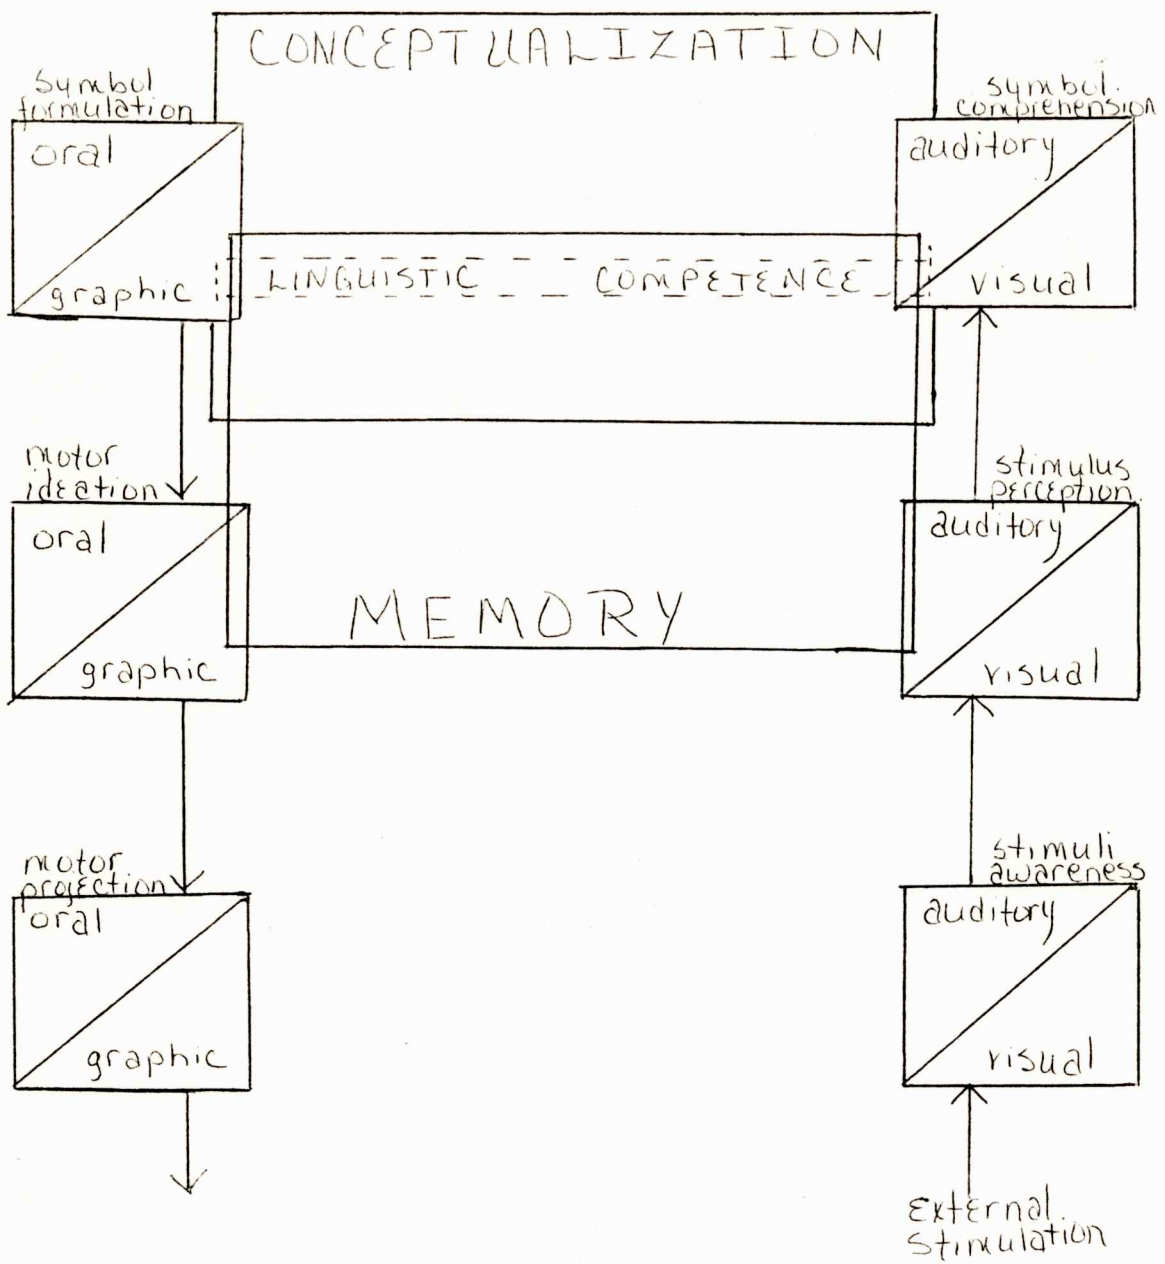 CONCEPTUALIZATION
symbol
formulation
oral
graphic
symbol
comprehension
auditory
visual
LINGUISTIC COMPETENCE
motor
ideation
oral
graphic
stimulus
perception
auditory
visual
MEMORY
motor
projection
oral
graphic
stimuli
awareness
auditory
visual
External
Stimulation